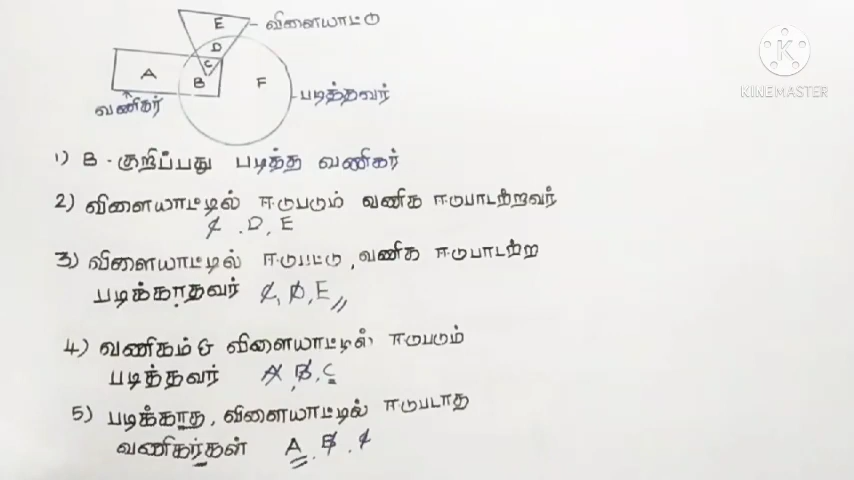 E - விளையாட்டு
D
C
A
B
F
K
KINEMASTER
வணிகர்
படித்தவர்
1) B - குறிப்பது படித்த வணிகர்
2) விளையாட்டில் ஈடுபடும் வணிக ஈடுபாடற்றவர்
C, D, E
3) விளையாட்டில் ஈடுபட்டு, வணிக ஈடுபாடற்ற
படிக்காதவர் C, D, E
4) வணிகம் & விளையாட்டில் ஈடுபடும்
படித்தவர் A, B, C
5) படிக்காத, விளையாட்டில் ஈடுபடாத
வணிகர்கள் A, B, C